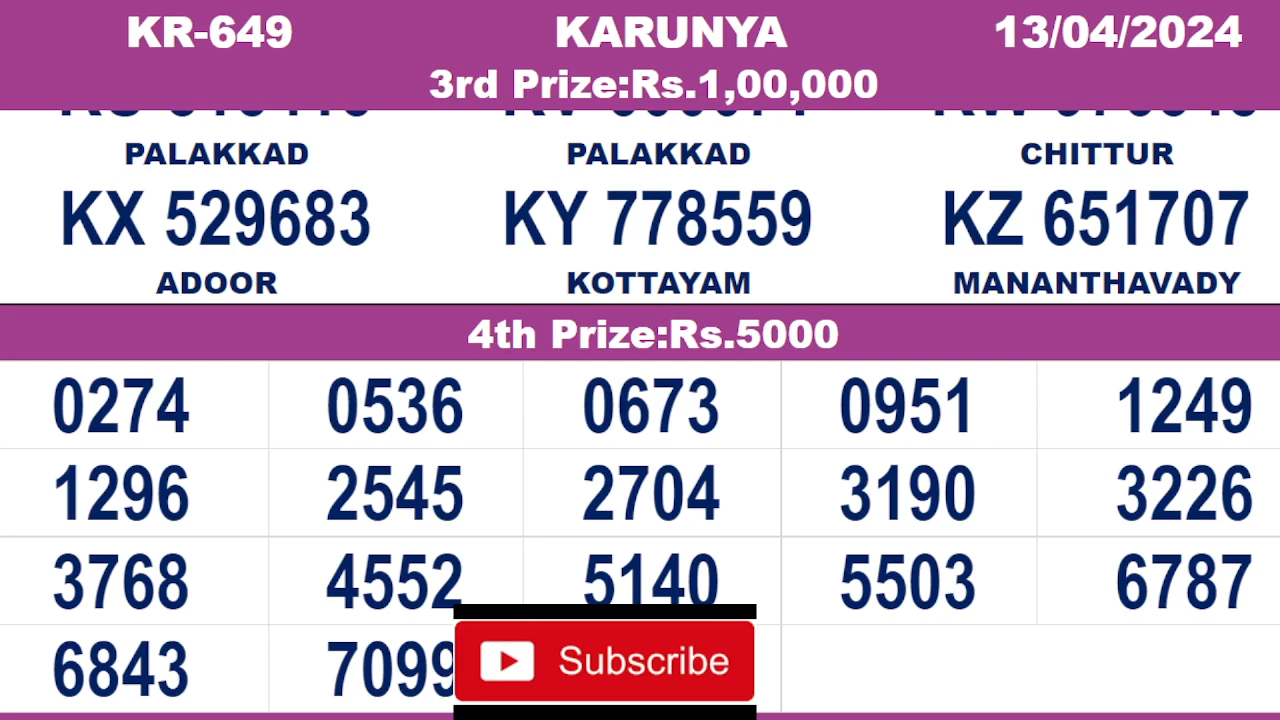 KR-649 KARUNYA 13/04/2024
3rd Prize:Rs.1,00,000
PALAKKAD PALAKKAD CHITTUR
KX 529683 KY 778559 KZ 651707
ADOOR KOTTAYAM MANANTHAVADY
4th Prize:Rs.5000
0274 0536 0673 0951 1249
1296 2545 2704 3190 3226
3768 4552 5140 5503 6787
6843 7099
Subscribe